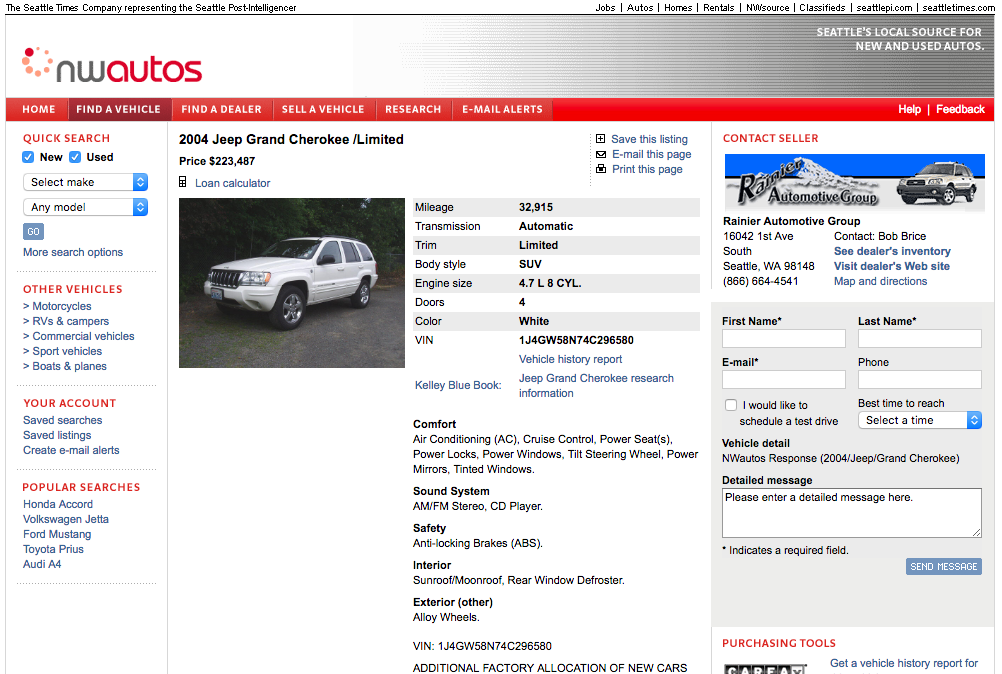 The Seattle Times Company representing the Seattle Post-Intelligencer
Jobs | Autos | Homes | Rentals | NWsource | Classifieds | seattlepi.com | seattletimes.com
nwautos
SEATTLE'S LOCAL SOURCE FOR
NEW AND USED AUTOS.
HOME FIND A VEHICLE FIND A DEALER SELL A VEHICLE RESEARCH E-MAIL ALERTS
Help | Feedback
QUICK SEARCH
New Used
Select make
Any model
GO
More search options
OTHER VEHICLES
> Motorcycles
> RVs & campers
> Commercial vehicles
> Sport vehicles
> Boats & planes
YOUR ACCOUNT
Saved searches
Saved listings
Create e-mail alerts
POPULAR SEARCHES
Honda Accord
Volkswagen Jetta
Ford Mustang
Toyota Prius
Audi A4
2004 Jeep Grand Cherokee /Limited
Price $223,487
Loan calculator
Save this listing
E-mail this page
Print this page
Mileage 32,915
Transmission Automatic
Trim Limited
Body style SUV
Engine size 4.7 L 8 CYL.
Doors 4
Color White
VIN 1J4GW58N74C296580
Vehicle history report
Kelley Blue Book: Jeep Grand Cherokee research
information
Comfort
Air Conditioning (AC), Cruise Control, Power Seat(s),
Power Locks, Power Windows, Tilt Steering Wheel, Power
Mirrors, Tinted Windows.
Sound System
AM/FM Stereo, CD Player.
Safety
Anti-locking Brakes (ABS).
Interior
Sunroof/Moonroof, Rear Window Defroster.
Exterior (other)
Alloy Wheels.
VIN: 1J4GW58N74C296580
ADDITIONAL FACTORY ALLOCATION OF NEW CARS
CONTACT SELLER
Rainier
Automotive Group
Rainier Automotive Group
16042 1st Ave
South
Seattle, WA 98148
(866) 664-4541
Contact: Bob Brice
See dealer's inventory
Visit dealer's Web site
Map and directions
First Name* Last Name*
E-mail* Phone
I would like to
schedule a test drive
Best time to reach
Select a time
Vehicle detail
NWautos Response (2004/Jeep/Grand Cherokee)
Detailed message
Please enter a detailed message here.
* Indicates a required field.
SEND MESSAGE
PURCHASING TOOLS
CARFAX
Get a vehicle history report for